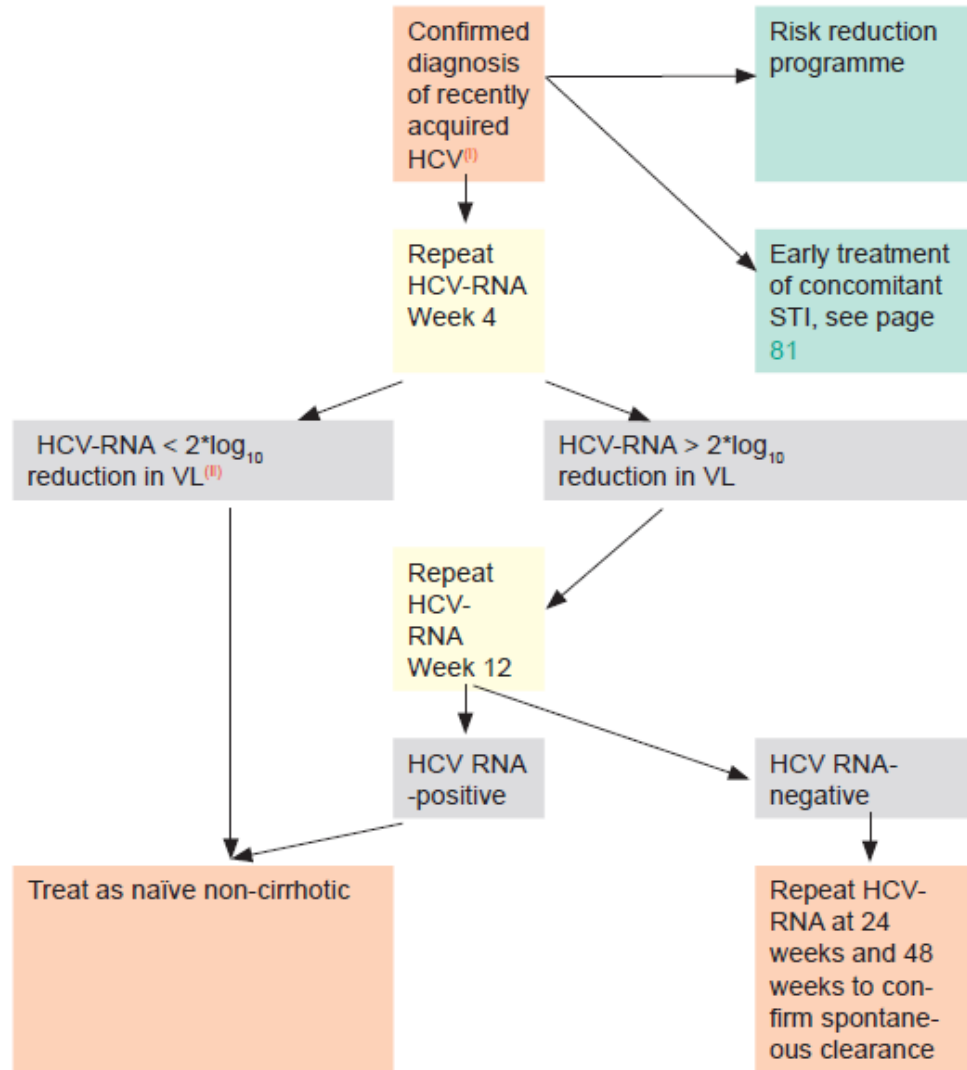 Confirmed
diagnosis
of recently
acquired
HCV(I)
Risk reduction
programme
Repeat
HCV-RNA
Week 4
Early treatment
of concomitant
STI, see page
81
HCV-RNA < 2*log10
reduction in VL(II)
HCV-RNA > 2*log10
reduction in VL
Repeat
HCV-
RNA
Week 12
HCV RNA
-positive
HCV RNA-
negative
Treat as naïve non-cirrhotic
Repeat HCV-
RNA at 24
weeks and 48
weeks to con-
firm spontane-
ous clearance